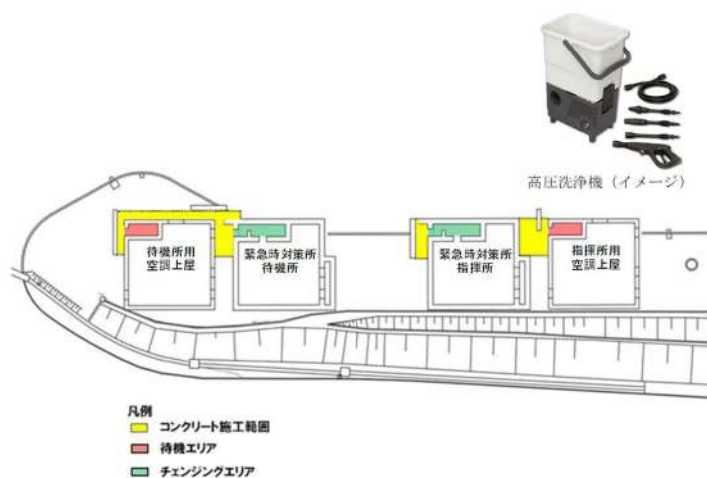 高圧洗浄機（イメージ）
待機所用
空調上屋
緊急時対策所
待機所
緊急時対策所
指揮所
指揮所用
空調上屋
凡例
コンクリート施工範囲
待機エリア
チェンジングエリア